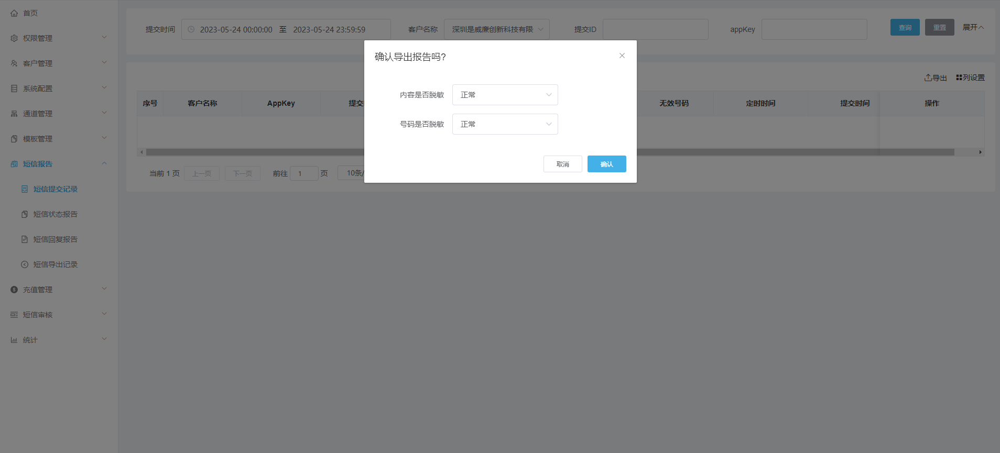 首页
权限管理
客户管理
系统配置
通道管理
模板管理
短信报告
短信提交记录
短信状态报告
短信回复报告
短信导出记录
充值管理
短信审核
统计
提交时间 2023-05-24 00:00:00 至 2023-05-24 23:59:59 客户名称 深圳是威廉创新科技有限 提交ID appKey 查询 重置 展开
导出 列设置
序号 客户名称 AppKey 提交 无效号码 定时时间 提交时间 操作
当前 1 页 上一页 下一页 前往 1 页 10条/
确认导出报告吗?
内容是否脱敏 正常
号码是否脱敏 正常
取消 确认